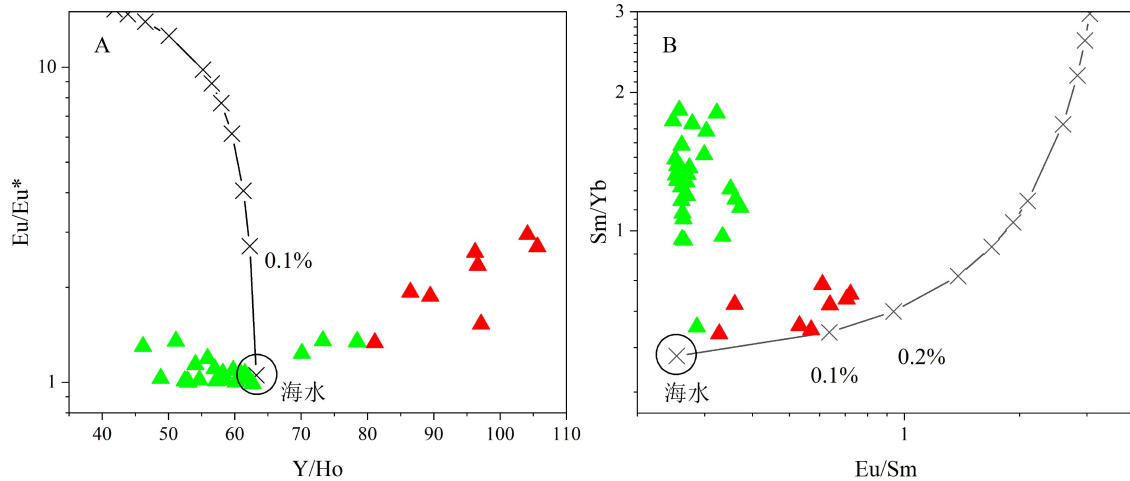 A
10
1
Eu/Eu*
0.1%
海水
40 50 60 70 80 90 100 110
Y/Ho
B
3
2
1
Sm/Yb
0.2%
0.1%
海水
1
Eu/Sm